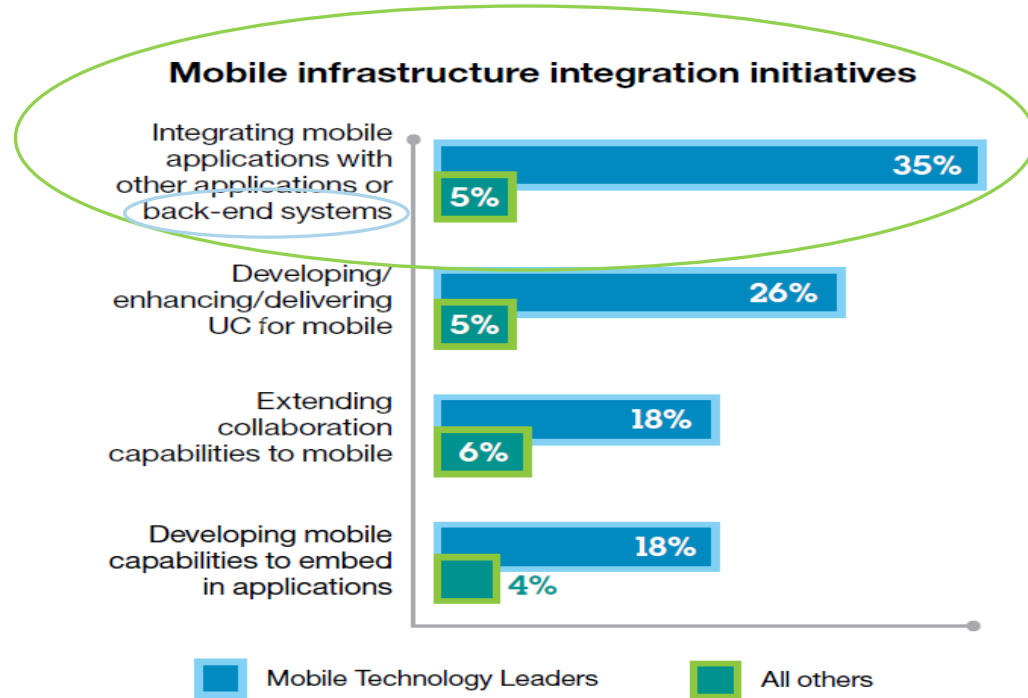 Mobile infrastructure integration initiatives
Integrating mobile
applications with
other applications or
back-end systems
35%
5%
Developing/
enhancing/delivering
UC for mobile
26%
5%
Extending
collaboration
capabilities to mobile
18%
6%
Developing mobile
capabilities to embed
in applications
18%
4%
Mobile Technology Leaders
All others